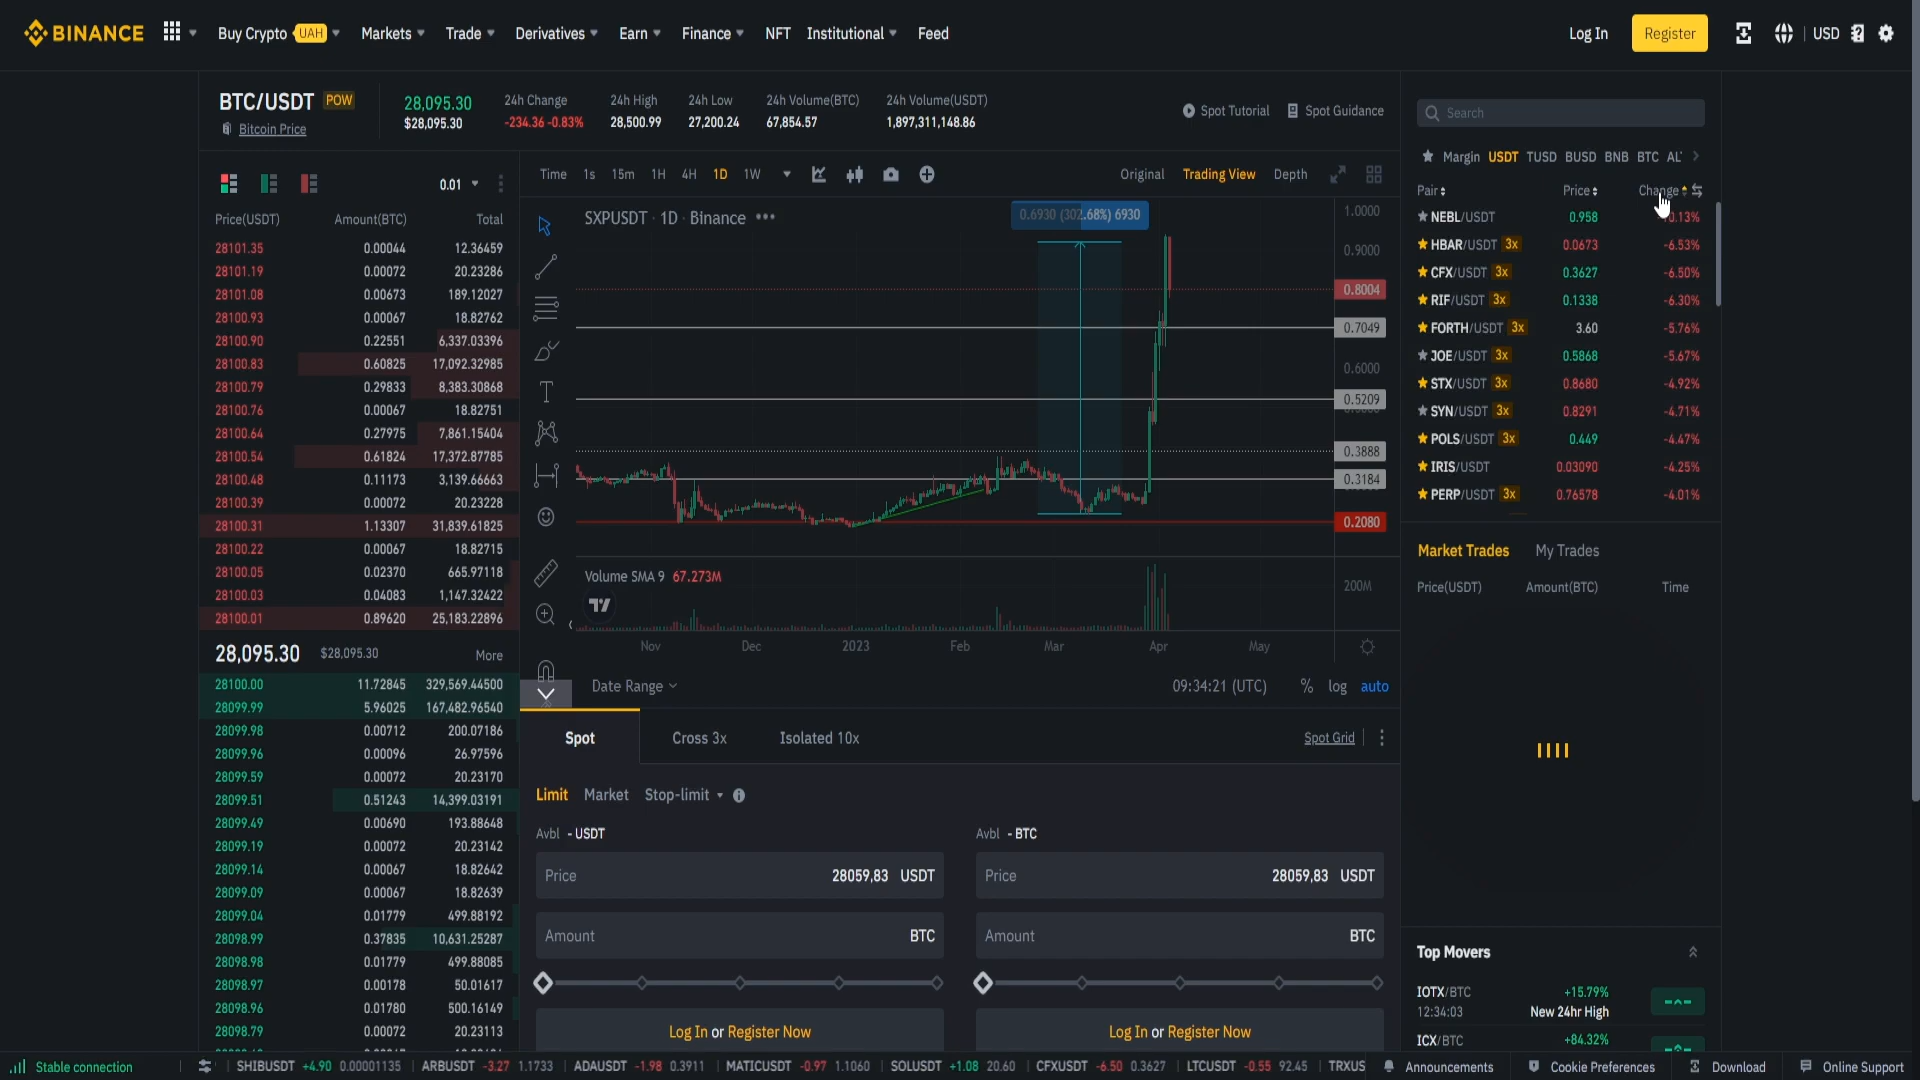 BINANCE
Buy Crypto UAH Markets Trade Derivatives Earn Finance NFT Institutional Feed
Log In Register USD
BTC/USDT POW
Bitcoin Price
28,095.30
$28,095.30
24h Change
-234.36 -0.83%
24h High
28,500.99
24h Low
27,200.24
24h Volume(BTC)
67,854.57
24h Volume(USDT)
1,897,311,148.86
Spot Tutorial Spot Guidance
0.01
Price(USDT) Amount(BTC) Total
28101.35 0.00044 12.36459
28101.19 0.00072 20.23286
28101.08 0.00673 189.12027
28100.93 0.00067 18.82762
28100.90 0.22551 6,337.03396
28100.83 0.60825 17,092.32985
28100.79 0.29833 8,383.30868
28100.76 0.00067 18.82751
28100.64 0.27975 7,861.15404
28100.54 0.61824 17,372.87785
28100.48 0.11173 3,139.66663
28100.39 0.00072 20.23228
28100.31 1.13307 31,839.61825
28100.22 0.00067 18.82715
28100.05 0.02370 665.97118
28100.03 0.04083 1,147.32422
28100.01 0.89620 25,183.22896
28,095.30 $28,095.30 More
28100.00 11.72845 329,569.44500
28099.99 5.96025 167,482.96540
28099.98 0.00712 200.07186
28099.96 0.00096 26.97596
28099.59 0.00072 20.23170
28099.51 0.51243 14,399.03191
28099.49 0.00690 193.88648
28099.19 0.00072 20.23142
28099.14 0.00067 18.82642
28099.09 0.00067 18.82639
28099.04 0.01779 499.88192
28098.99 0.37835 10,631.25287
28098.98 0.01779 499.88085
28098.97 0.00178 50.01617
28098.96 0.01780 500.16149
28098.79 0.00072 20.23113
Time 1s 15m 1H 4H 1D 1W
Original Trading View Depth
SXPUSDT · 1D · Binance
0.6930 (302.68%) 6930
1.0000
0.9000
0.8004
0.7049
0.6000
0.5209
0.3888
0.3184
0.2080
Volume SMA 9 67.273M
200M
Nov Dec 2023 Feb Mar Apr May
Date Range 09:34:21 (UTC) % log auto
Spot Cross 3x Isolated 10x Spot Grid
Limit Market Stop-limit
Avbl - USDT
Price 28059,83 USDT
Amount BTC
Log In or Register Now
Avbl - BTC
Price 28059,83 USDT
Amount BTC
Log In or Register Now
Search
Margin USDT TUSD BUSD BNB BTC
Pair Price Change
NEBL/USDT 0.958
HBAR/USDT 3x 0.0673 -6.53%
CFX/USDT 3x 0.3627 -6.50%
RIF/USDT 3x 0.1338 -6.30%
FORTH/USDT 3x 3.60 -5.76%
JOE/USDT 3x 0.5868 -5.67%
STX/USDT 3x 0.8680 -4.92%
SYN/USDT 3x 0.8291 -4.71%
POLS/USDT 3x 0.449 -4.47%
IRIS/USDT 0.03090 -4.25%
PERP/USDT 3x 0.76578 -4.01%
Market Trades My Trades
Price(USDT) Amount(BTC) Time
Top Movers
IOTX/BTC +15.79%
12:34:03 New 24hr High
ICX/BTC +84.32%
Stable connection
SHIBUSDT +4.90 0.00001135 ARBUSDT -3.27 1.1733 ADAUSDT -1.98 0.3911 MATICUSDT -0.97 1.1060 SOLUSDT +1.08 20.60 CFXUSDT -6.50 0.3627 LTCUSDT -0.55 92.45 TRXUS
Announcements Cookie Preferences Download Online Support